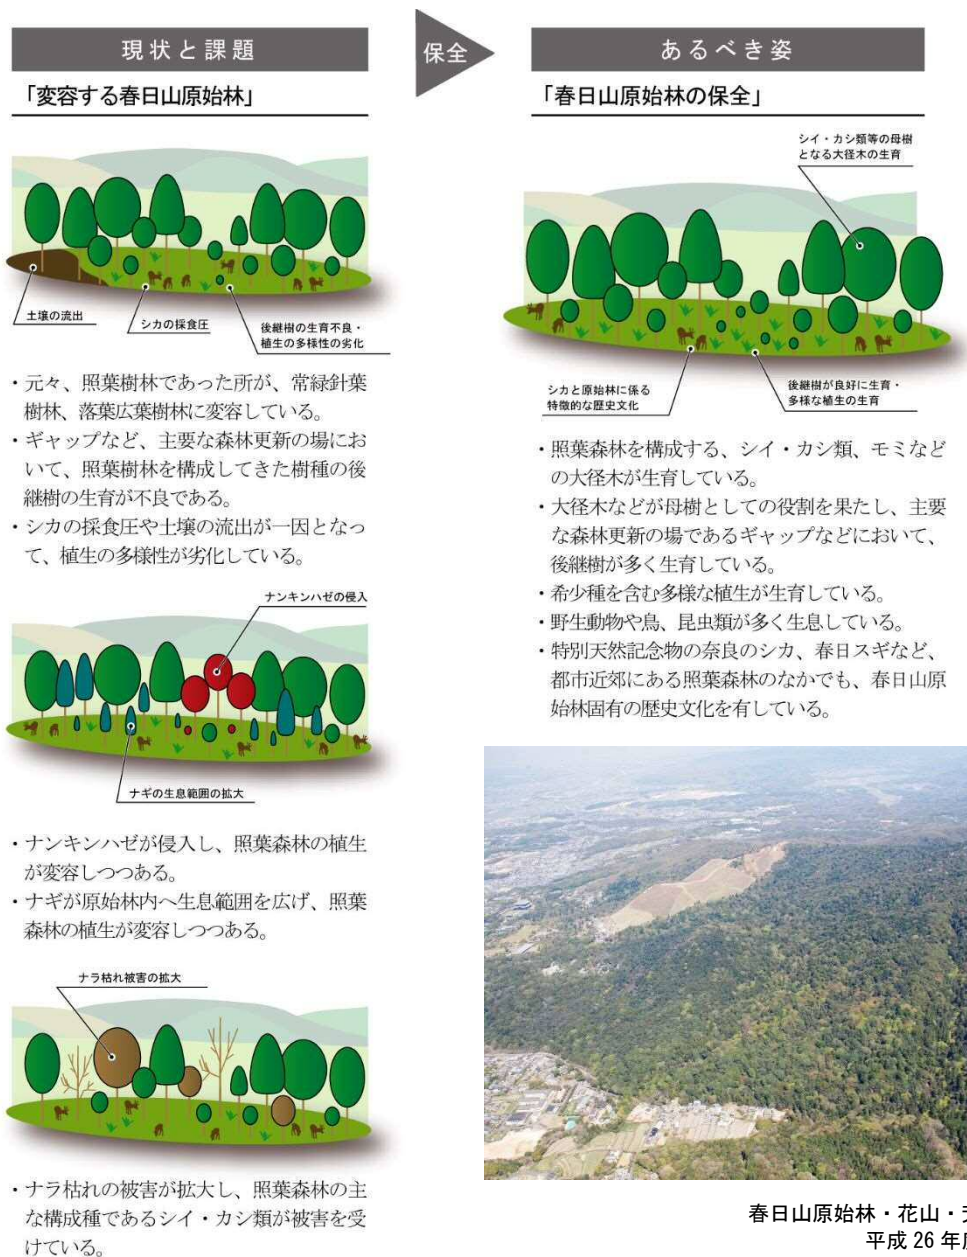 現状と課題
「変容する春日山原始林」
土壌の流出
シカの採食圧
後継樹の生育不良・
植生の多様性の劣化
・元々、照葉樹林であった所が、常緑針葉
樹林、落葉広葉樹林に変容している。
・ギャップなど、主要な森林更新の場にお
いて、照葉樹林を構成してきた樹種の後
継樹の生育が不良である。
・シカの採食圧や土壌の流出が一因となっ
て、植生の多様性が劣化している。
ナンキンハゼの侵入
ナギの生息範囲の拡大
・ナンキンハゼが侵入し、照葉森林の植生
が変容しつつある。
・ナギが原始林内へ生息範囲を広げ、照葉
森林の植生が変容しつつある。
ナラ枯れ被害の拡大
・ナラ枯れの被害が拡大し、照葉森林の主
な構成種であるシイ・カシ類が被害を受
けている。
保全
あるべき姿
「春日山原始林の保全」
シイ・カシ類等の母樹
となる大径木の生育
シカと原始林に係る
特徴的な歴史文化
後継樹が良好に生育・
多様な植生の生育
・照葉森林を構成する、シイ・カシ類、モミなど
の大径木が生育している。
・大径木などが母樹としての役割を果たし、主要
な森林更新の場であるギャップなどにおいて、
後継樹が多く生育している。
・希少種を含む多様な植生が生育している。
・野生動物や鳥、昆虫類が多く生息している。
・特別天然記念物の奈良のシカ、春日スギなど、
都市近郊にある照葉森林のなかでも、春日山原
始林固有の歴史文化を有している。
春日山原始林・花山・
平成 26 年